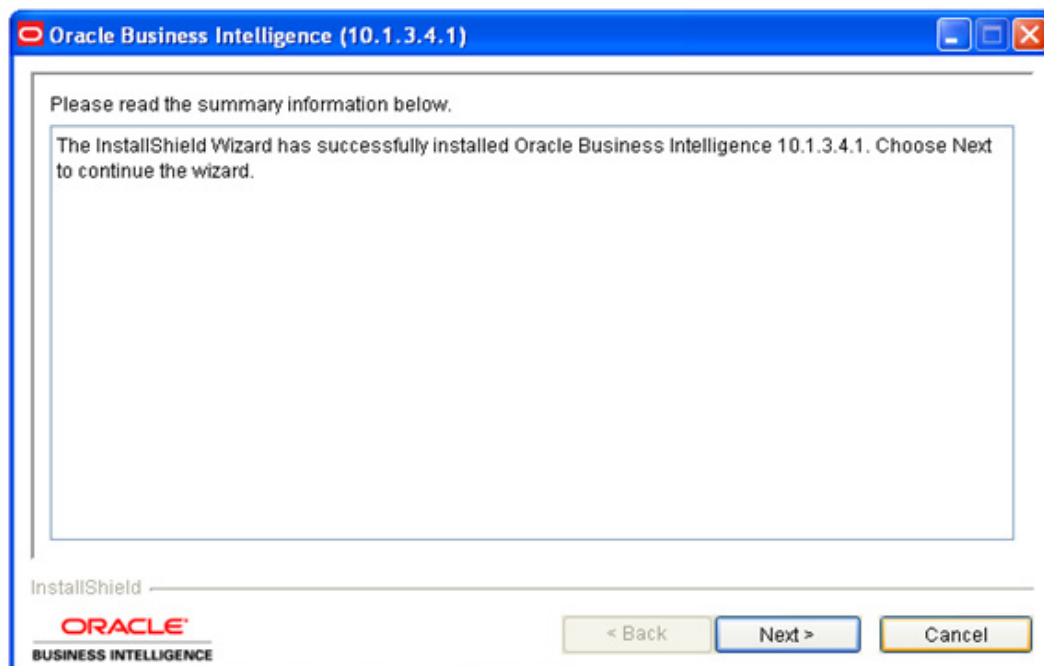 Oracle Business Intelligence (10.1.3.4.1)
Please read the summary information below.
The InstallShield Wizard has successfully installed Oracle Business Intelligence 10.1.3.4.1. Choose Next
to continue the wizard.
InstallShield
ORACLE
BUSINESS INTELLIGENCE
< Back
Next >
Cancel